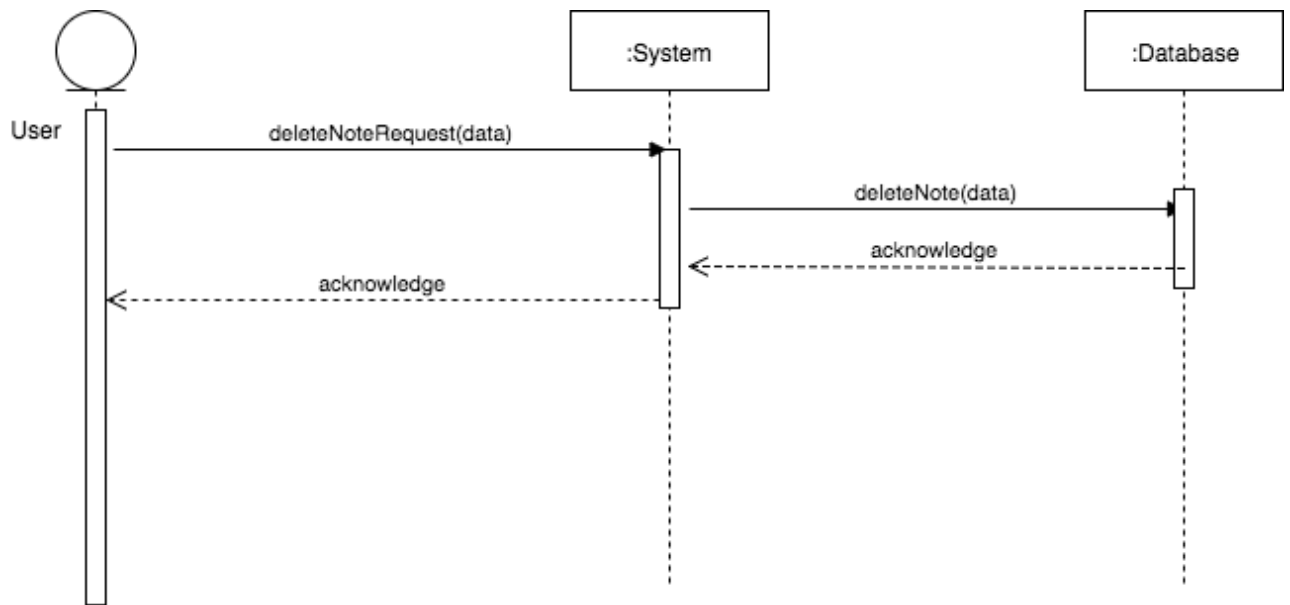 :System
:Database
User
deleteNoteRequest(data)
deleteNote(data)
acknowledge
acknowledge